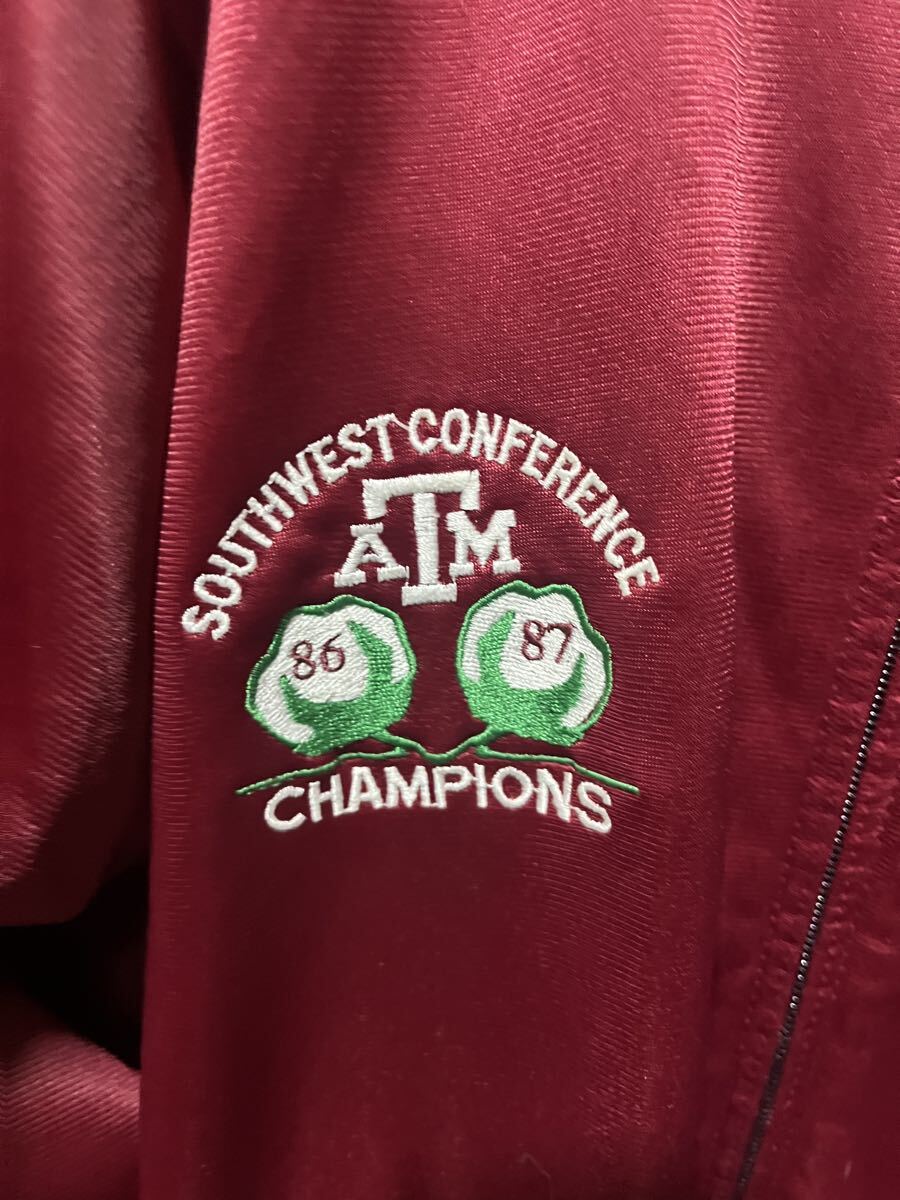 SOUTHWEST CONFERENCE
ATM
86 87
CHAMPIONS